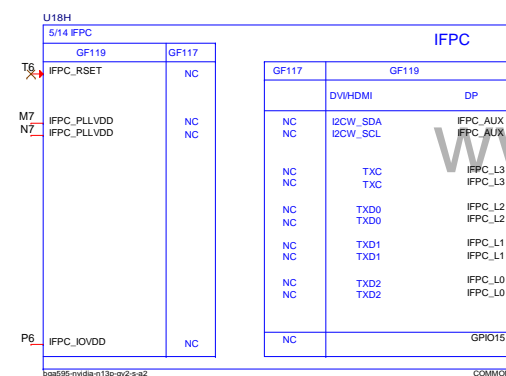 U18H
5/14 IFPC
IFPC
GF119 GF117
T6 IFPC_RSET NC
GF117 GF119
DVI/HDMI DP
M7 IFPC_PLLVDD NC
N7 IFPC_PLLVDD NC
NC I2CW_SDA IFPC_AUX
NC I2CW_SCL IFPC_AUX
NC TXC IFPC_L3
NC TXC IFPC_L3
NC TXD0 IFPC_L2
NC TXD0 IFPC_L2
NC TXD1 IFPC_L1
NC TXD1 IFPC_L1
NC TXD2 IFPC_L0
NC TXD2 IFPC_L0
P6 IFPC_IOVDD NC
NC GPIO15
bga595-nvidia-n13p-gv2-s-a2